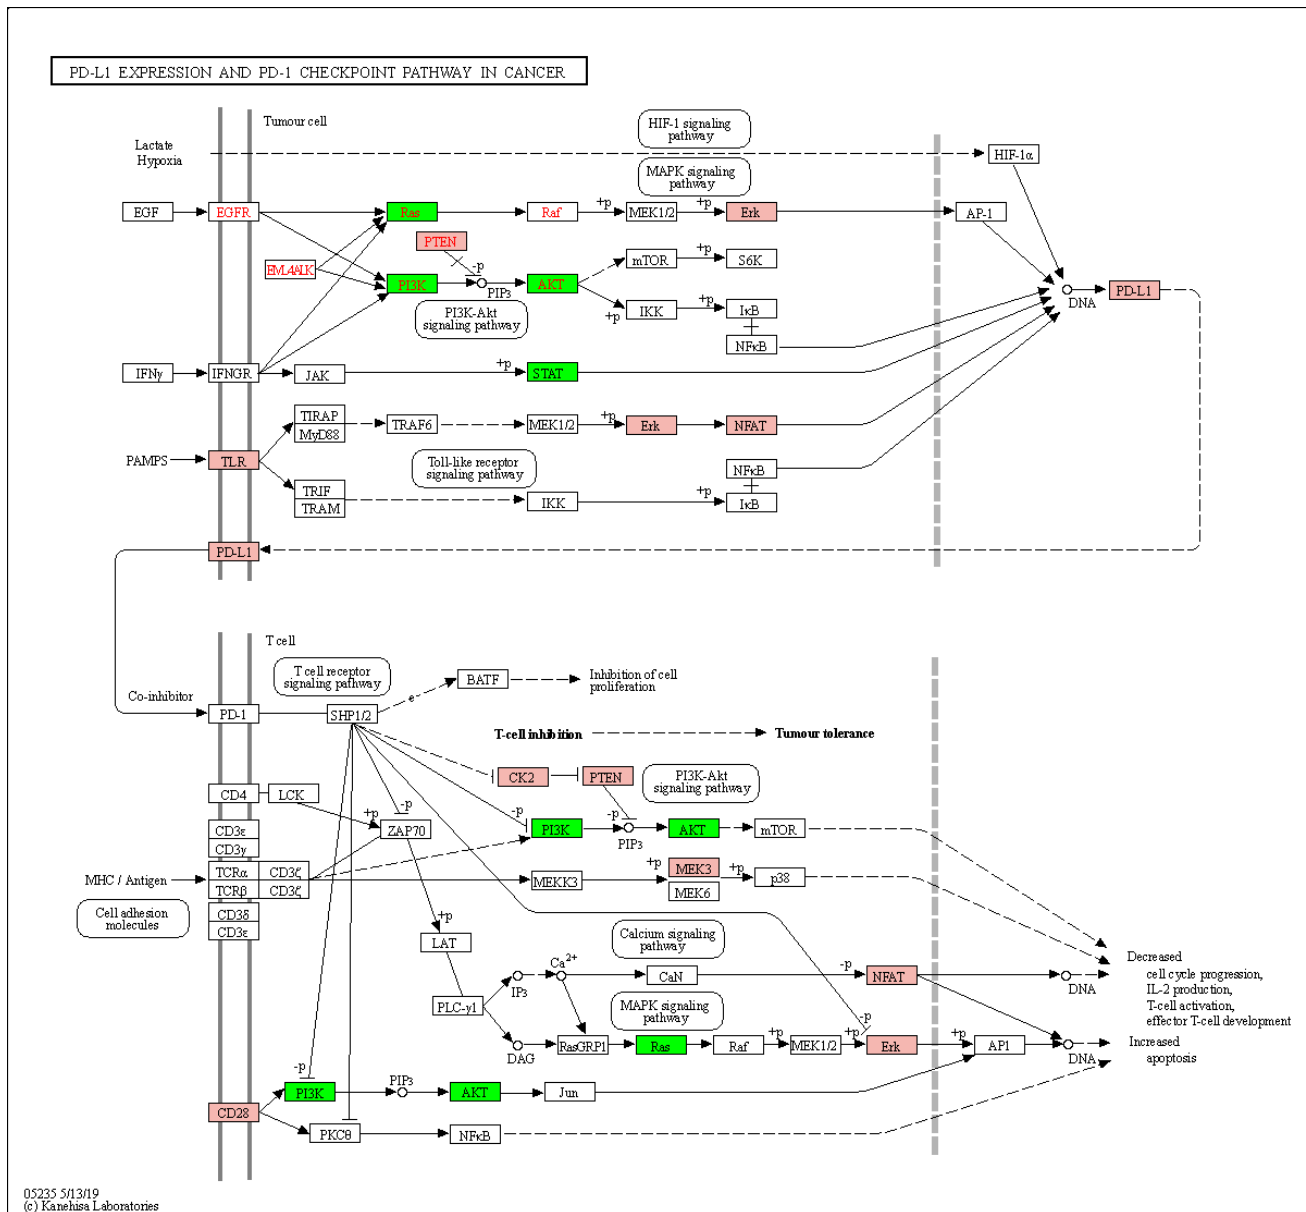 PD-L1 EXPRESSION AND PD-1 CHECKPOINT PATHWAY IN CANCER
Tumour cell
HIF-1 signaling
pathway
Lactate
Hypoxia
HIF-1α
MAPK signaling
pathway
EGF
EGFR
Ras
Raf
+p
MEK1/2
+p
Erk
AP-1
PTEN
EML4ALK
-p
PI3K
PIP3
AKT
mTOR
+p
S6K
PI3K-Akt
signaling pathway
+p
IKK
+p
IκB
NFκB
DNA
PD-L1
IFNγ
IFNGR
JAK
+p
STAT
TIRAP
MyD88
TRAF6
MEK1/2
+p
Erk
NFAT
PAMPS
TLR
Toll-like receptor
signaling pathway
TRIF
TRAM
IKK
+p
NFκB
IκB
PD-L1
T cell
T cell receptor
signaling pathway
BATF
Inhibition of cell
proliferation
e
Co-inhibitor
PD-1
SHP1/2
T-cell inhibition
Tumour tolerance
CK2
PTEN
PI3K-Akt
signaling pathway
CD4
LCK
+p
-p
ZAP70
-p
PI3K
-p
PIP3
AKT
mTOR
CD3ε
CD3γ
MHC / Antigen
TCRα
CD3ζ
TCRβ
CD3ζ
MEKK3
+p
MEK3
MEK6
+p
p38
Cell adhesion
molecules
CD3δ
CD3ε
+p
LAT
Calcium signaling
pathway
PLC-γ1
IP3
Ca2+
CaN
-p
NFAT
DNA
Decreased
cell cycle progression,
IL-2 production,
T-cell activation,
effector T-cell development
MAPK signaling
pathway
DAG
RasGRP1
Ras
Raf
+p
MEK1/2
+p
-p
Erk
+p
AP1
DNA
Increased
apoptosis
-p
PI3K
PIP3
AKT
Jun
CD28
PKCθ
NFκB
05235 5/13/19
(c) Kanehisa Laboratories